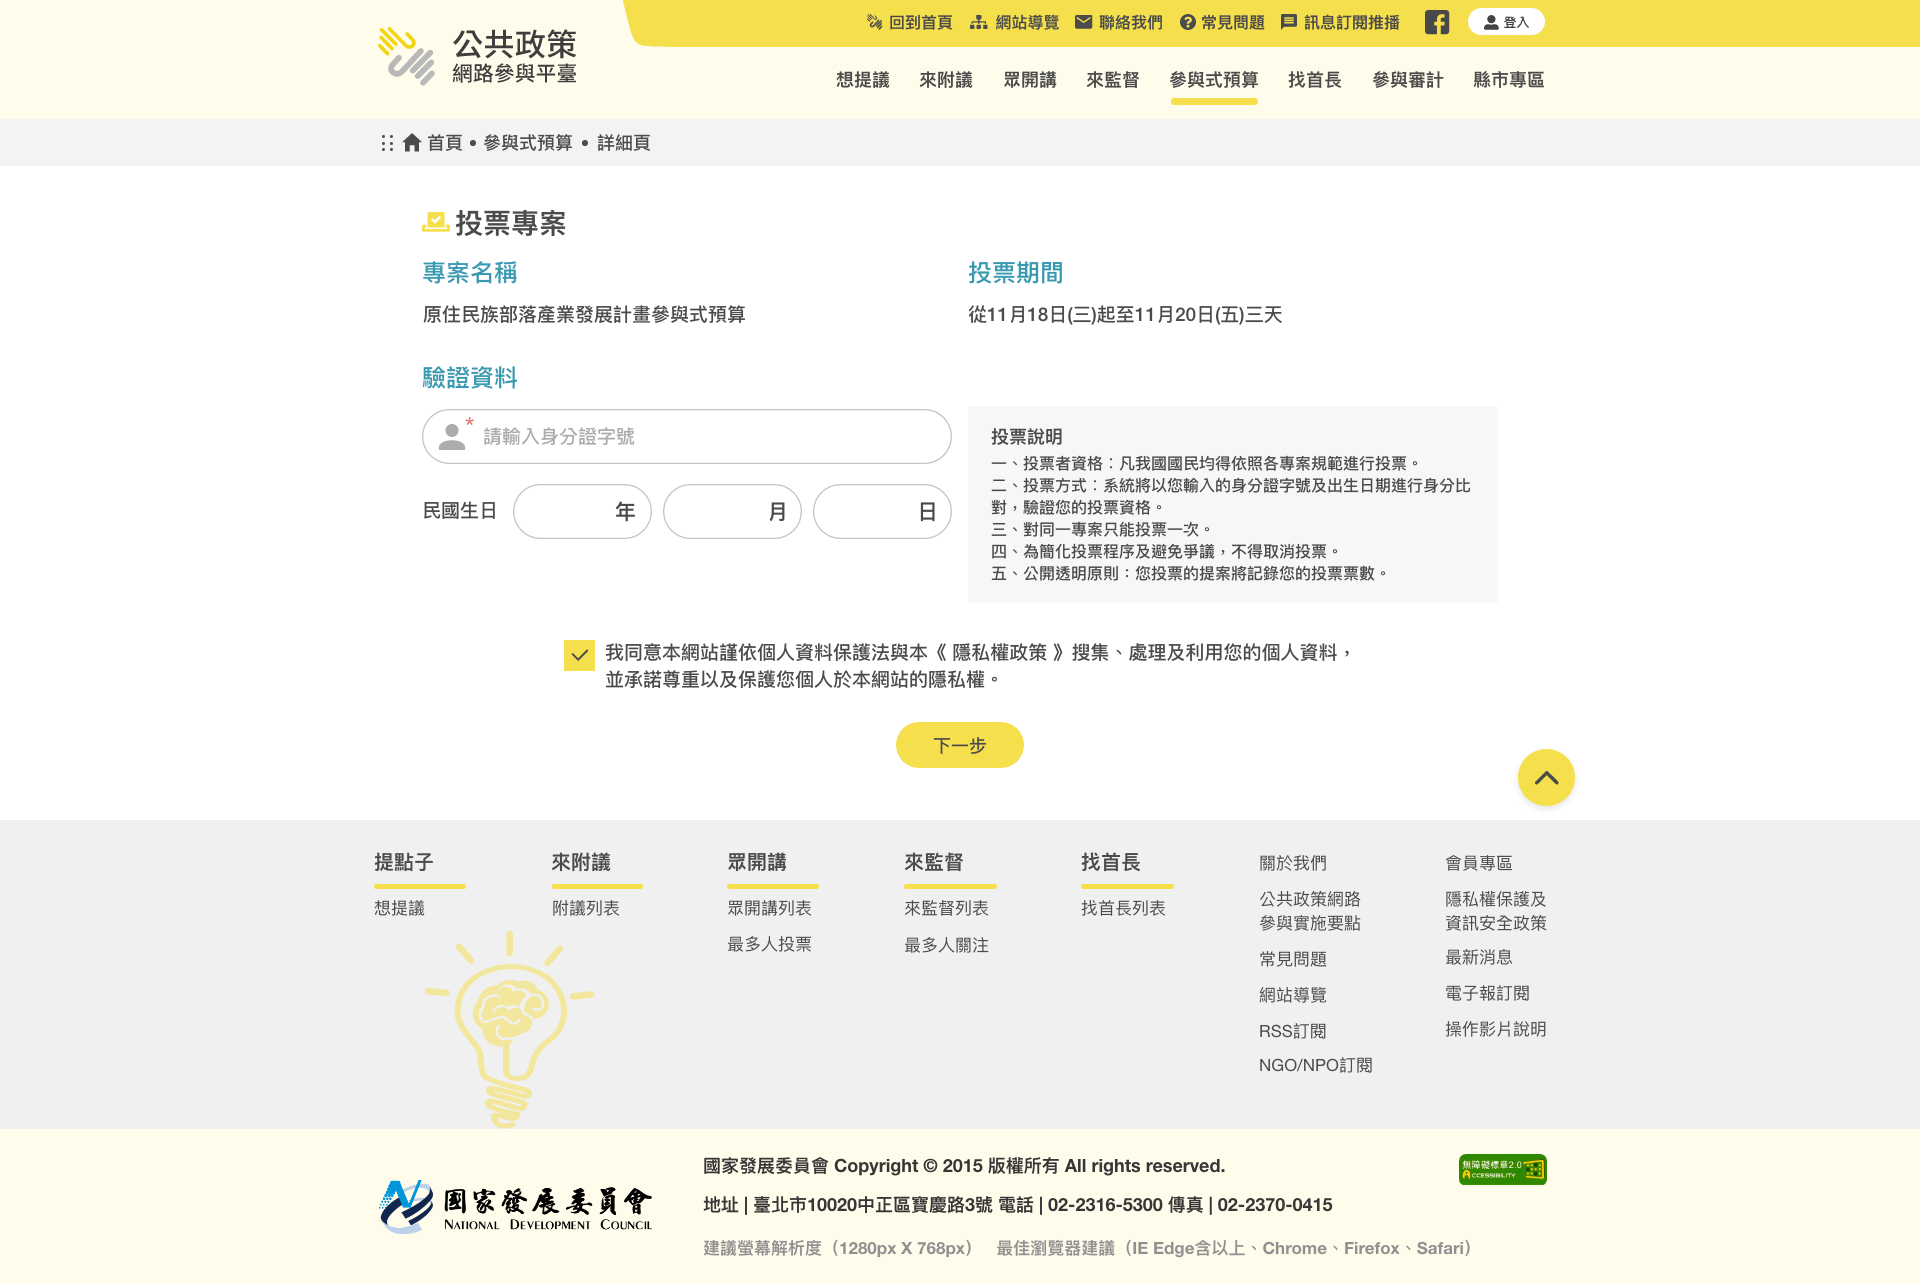 公共政策
網路參與平臺
回到首頁 網站導覽 聯絡我們 常見問題 訊息訂閱推播 登入
想提議 來附議 眾開講 來監督 參與式預算 找首長 參與審計 縣市專區
首頁 • 參與式預算 • 詳細頁
投票專案
專案名稱
原住民族部落產業發展計畫參與式預算
投票期間
從11月18日(三)起至11月20日(五)三天
驗證資料
* 請輸入身分證字號
民國生日 年 月 日
投票說明
一、投票者資格：凡我國國民均得依照各專案規範進行投票。
二、投票方式：系統將以您輸入的身分證字號及出生日期進行身分比
對，驗證您的投票資格。
三、對同一專案只能投票一次。
四、為簡化投票程序及避免爭議，不得取消投票。
五、公開透明原則：您投票的提案將記錄您的投票票數。
我同意本網站謹依個人資料保護法與本《 隱私權政策 》搜集、處理及利用您的個人資料，
並承諾尊重以及保護您個人於本網站的隱私權。
下一步
提點子
想提議
來附議
附議列表
眾開講
眾開講列表
最多人投票
來監督
來監督列表
最多人關注
找首長
找首長列表
關於我們
公共政策網路
參與實施要點
常見問題
網站導覽
RSS訂閱
NGO/NPO訂閱
會員專區
隱私權保護及
資訊安全政策
最新消息
電子報訂閱
操作影片說明
國家發展委員會
NATIONAL DEVELOPMENT COUNCIL
國家發展委員會 Copyright © 2015 版權所有 All rights reserved.
地址 | 臺北市10020中正區寶慶路3號 電話 | 02-2316-5300 傳真 | 02-2370-0415
建議螢幕解析度（1280px X 768px） 最佳瀏覽器建議（IE Edge含以上、Chrome、Firefox、Safari）
無障礙標章2.0
ACCESSIBILITY